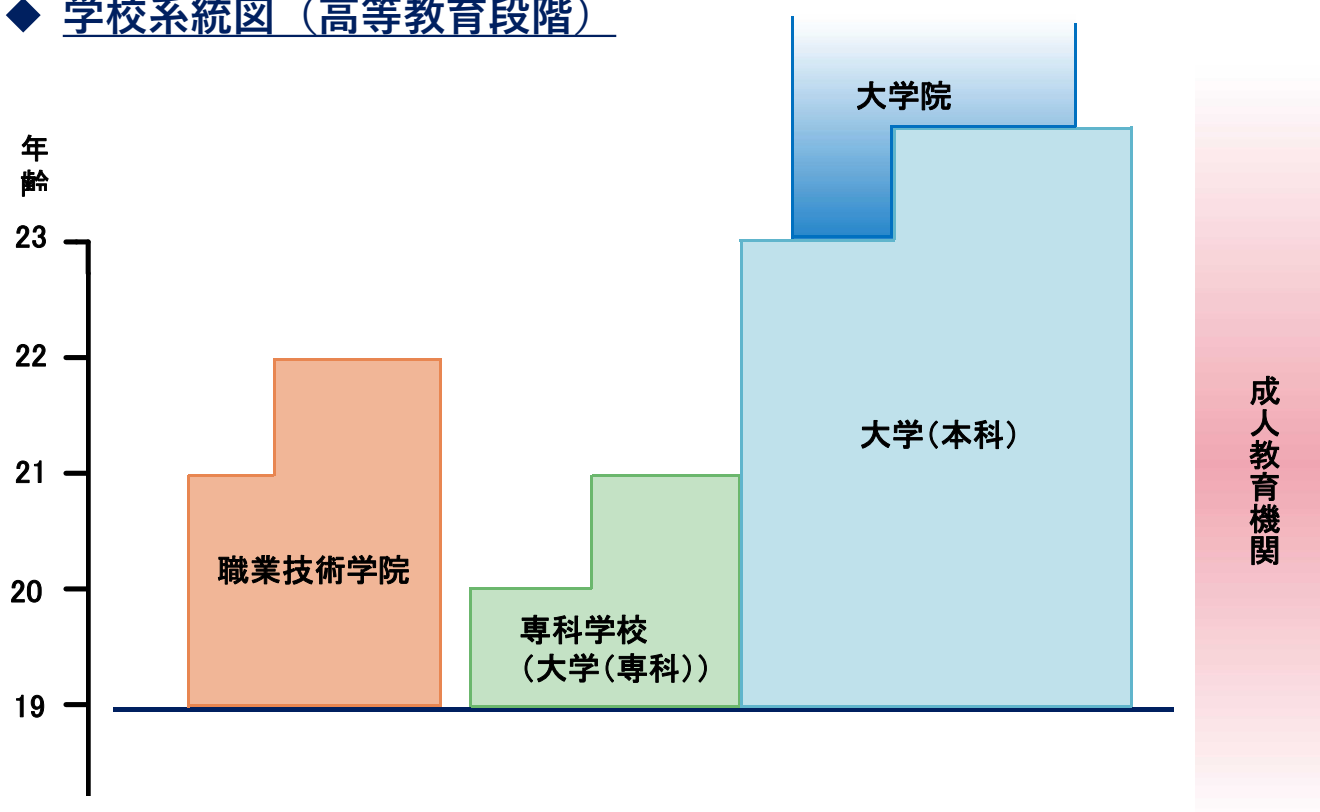 ◆ 学校系統図（高等教育段階）
大学院
年
齢
23
22
21
20
19
職業技術学院
専科学校
（大学（専科））
大学（本科）
成人教育機関